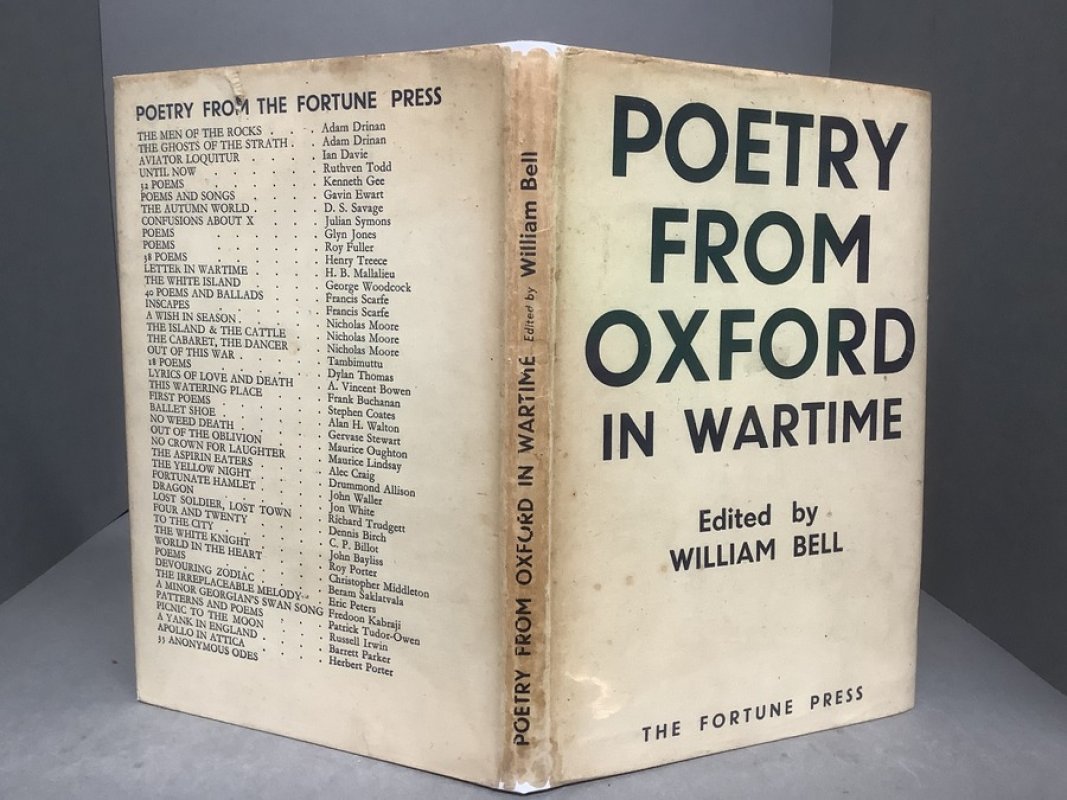 POETRY FROM THE FORTUNE PRESS
THE MEN OF THE ROCKS . . . Adam Drinan
THE GHOSTS OF THE STRATH . . . Adam Drinan
AVIATOR LOQUITUR . . . . Ian Davie
UNTIL NOW . . . . . Ruthven Todd
32 POEMS . . . . . Kenneth Gee
POEMS AND SONGS . . . . Gavin Ewart
THE AUTUMN WORLD . . . . D. S. Savage
CONFUSIONS ABOUT X . . . . Julian Symons
POEMS . . . . . Glyn Jones
POEMS . . . . . Roy Fuller
38 POEMS . . . . . Henry Treece
LETTER IN WARTIME . . . . H. B. Mallalieu
THE WHITE ISLAND . . . . George Woodcock
40 POEMS AND BALLADS . . . Francis Scarfe
INSCAPES . . . . . Francis Scarfe
A WISH IN SEASON . . . . Nicholas Moore
THE ISLAND & THE CATTLE . . . Nicholas Moore
THE CABARET, THE DANCER . . . Nicholas Moore
OUT OF THIS WAR . . . . Tambimuttu
18 POEMS . . . . . Dylan Thomas
LYRICS OF LOVE AND DEATH . . A. Vincent Bowen
THIS WATERING PLACE . . . Frank Buchanan
FIRST POEMS . . . . Stephen Coates
BALLET SHOE . . . . Alan H. Walton
NO WEED DEATH . . . . Gervase Stewart
OUT OF THE OBLIVION . . . Maurice Oughton
NO CROWN FOR LAUGHTER . . Maurice Lindsay
THE ASPIRIN EATERS . . . Alec Craig
THE YELLOW NIGHT . . . Drummond Allison
FORTUNATE HAMLET . . . John Waller
DRAGON . . . . . Jon White
LOST SOLDIER, LOST TOWN . . Richard Trudgett
FOUR AND TWENTY . . . Dennis Birch
TO THE CITY . . . . C. P. Billot
THE WHITE KNIGHT . . . John Bayliss
WORLD IN THE HEART . . . Roy Porter
POEMS . . . . Christopher Middleton
DEVOURING ZODIAC . . . Beram Saklatvala
THE IRREPLACEABLE MELODY . . Eric Peters
A MINOR GEORGIAN'S SWAN SONG Fredoon Kabraji
PATTERNS AND POEMS . . . Patrick Tudor-Owen
PICNIC TO THE MOON . . . Russell Irwin
A YANK IN ENGLAND . . . Barrett Parker
APOLLO IN ATTICA . . . Herbert Porter
35 ANONYMOUS ODES
POETRY FROM OXFORD IN WARTIME Edited by William Bell
POETRY
FROM
OXFORD
IN WARTIME
Edited by
WILLIAM BELL
THE FORTUNE PRESS